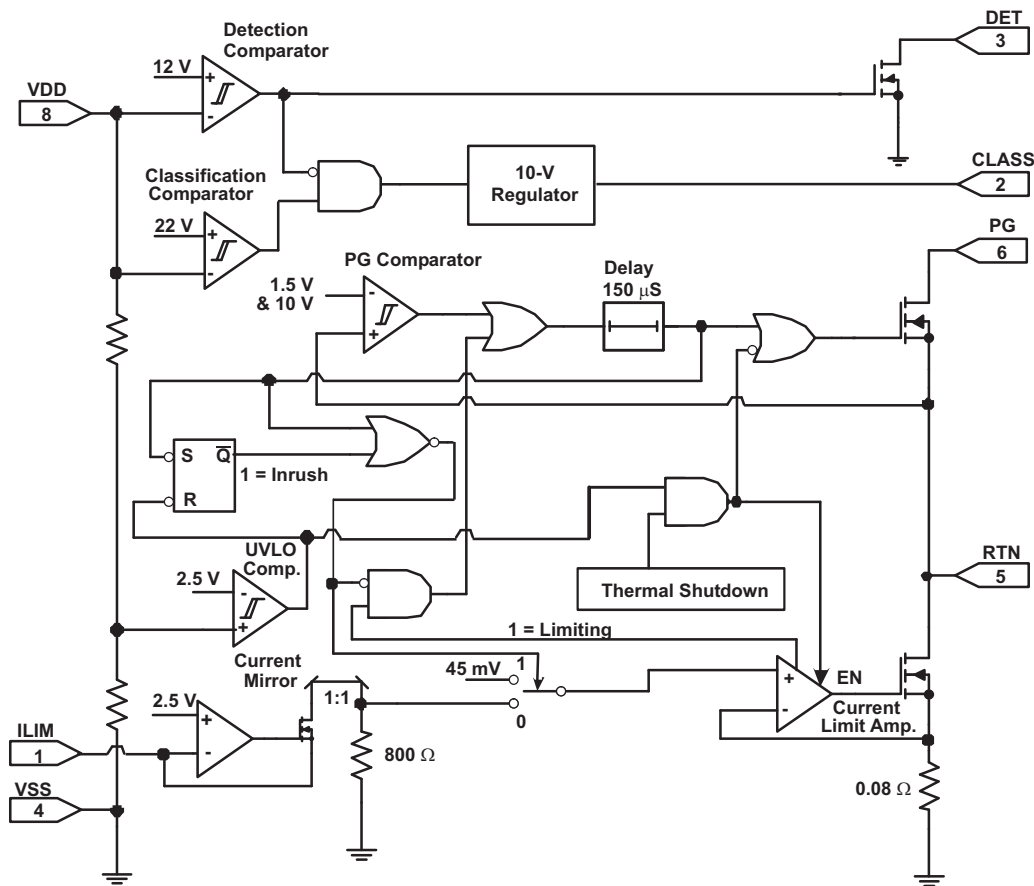 Detection
Comparator
DET
3
12 V
+
-
VDD
8
Classification
Comparator
10-V
Regulator
CLASS
2
22 V
+
-
PG
6
PG Comparator
1.5 V
& 10 V
-
+
Delay
150 μS
S
Q̅
R
1 = Inrush
UVLO
Comp.
2.5 V
-
+
RTN
5
Thermal Shutdown
1 = Limiting
Current
Mirror
1:1
45 mV
1
0
+
-
EN
Current
Limit Amp.
2.5 V
+
-
ILIM
1
800 Ω
0.08 Ω
VSS
4